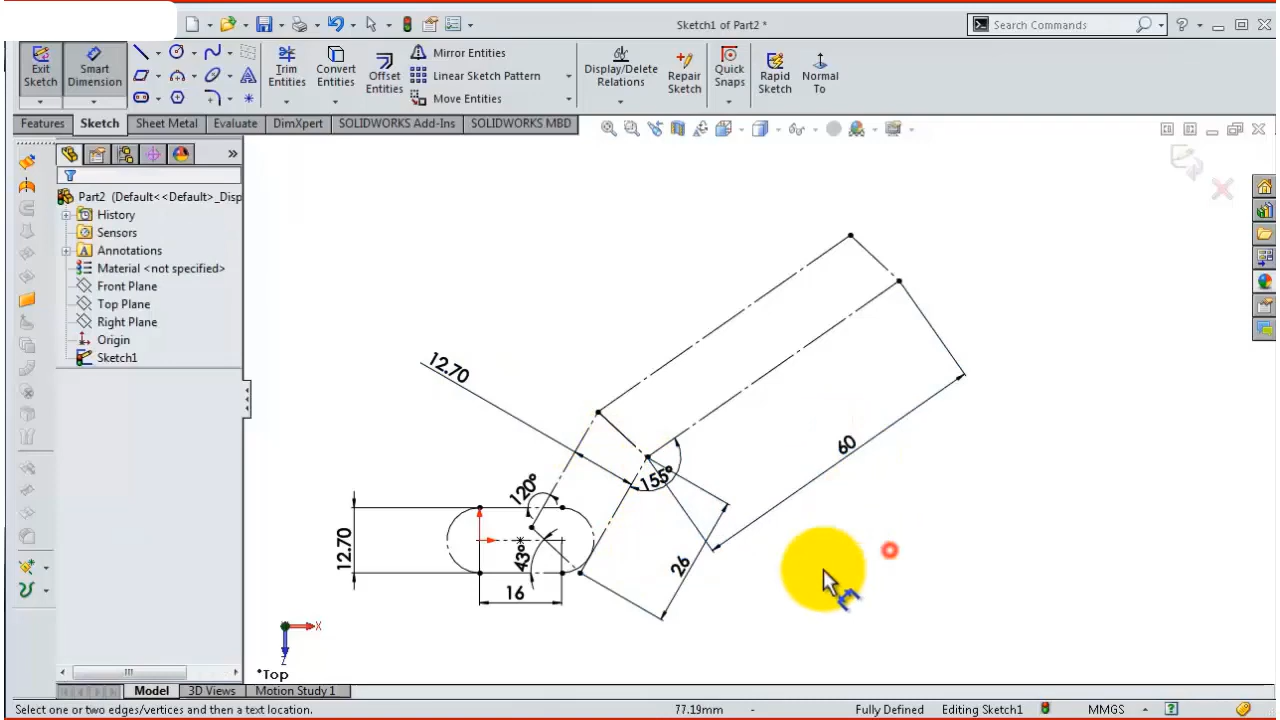 Sketch1 of Part2 *
Search Commands
Exit Sketch
Smart Dimension
Trim Entities
Convert Entities
Offset Entities
Mirror Entities
Linear Sketch Pattern
Move Entities
Display/Delete Relations
Repair Sketch
Quick Snaps
Rapid Sketch
Normal To
Features
Sketch
Sheet Metal
Evaluate
DimXpert
SOLIDWORKS Add-Ins
SOLIDWORKS MBD
Part2 (Default<<Default>_Disp
History
Sensors
Annotations
Material <not specified>
Front Plane
Top Plane
Right Plane
Origin
Sketch1
12.70
60
155°
120°
12.70
43°
26
16
X
Z
*Top
Model
3D Views
Motion Study 1
Select one or two edges/vertices and then a text location.
77.19mm
Fully Defined
Editing Sketch1
MMGS